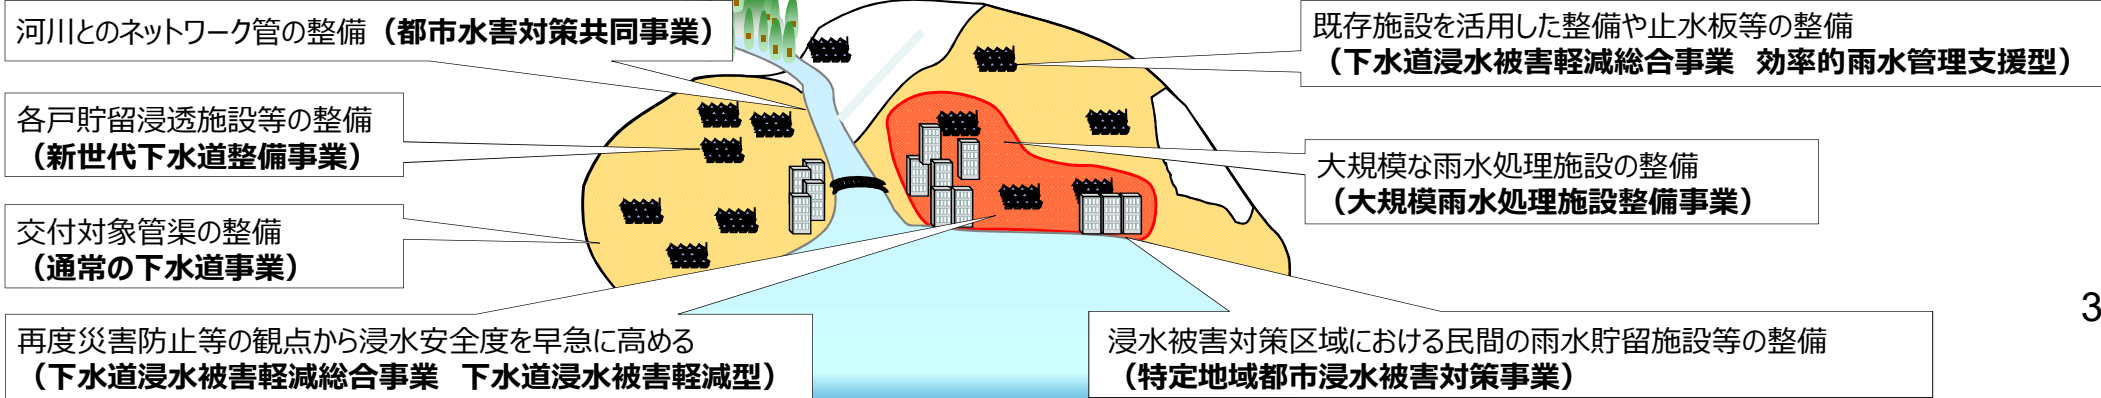 河川とのネットワーク管の整備（都市水害対策共同事業）
各戸貯留浸透施設等の整備
（新世代下水道整備事業）
交付対象管渠の整備
（通常の下水道事業）
再度災害防止等の観点から浸水安全度を早急に高める
（下水道浸水被害軽減総合事業　下水道浸水被害軽減型）
既存施設を活用した整備や止水板等の整備
（下水道浸水被害軽減総合事業　効率的雨水管理支援型）
大規模な雨水処理施設の整備
（大規模雨水処理施設整備事業）
浸水被害対策区域における民間の雨水貯留施設等の整備
（特定地域都市浸水被害対策事業）
3